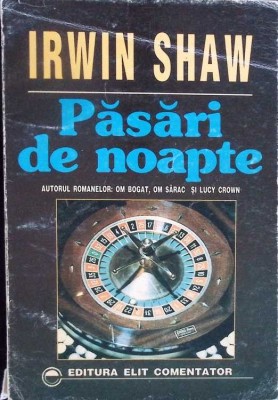 IRWIN SHAW
Păsări
de noapte
AUTORUL ROMANELOR: OM BOGAT, OM SĂRAC ȘI LUCY CROWN
EDITURA ELIT COMENTATOR